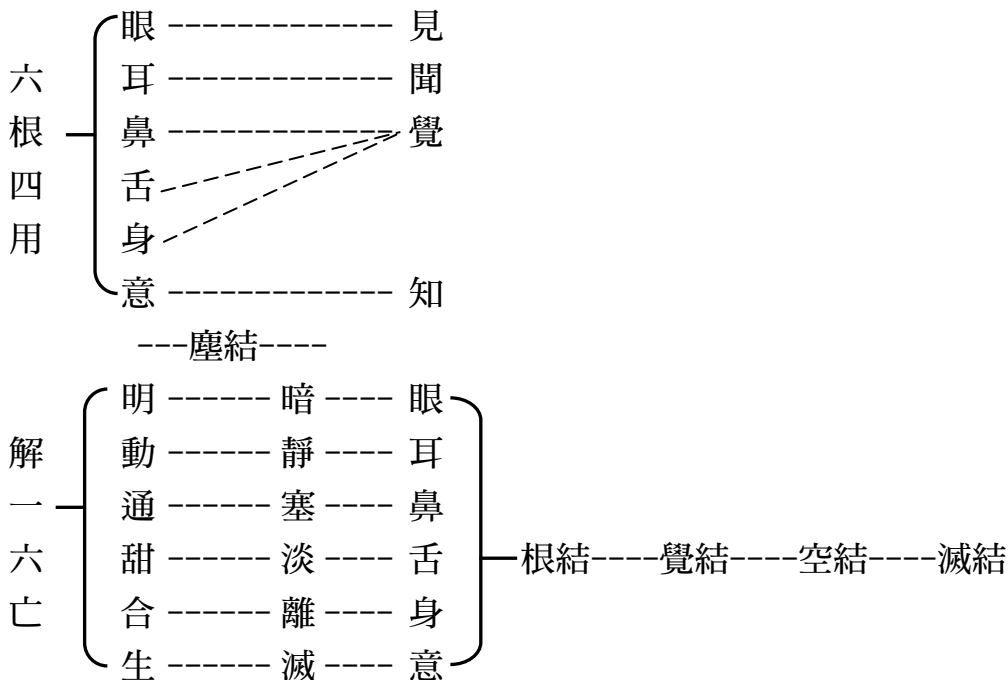 六根四用
眼 見
耳 聞
鼻 覺
舌
身
意 知
塵結
解一六亡
明 暗 眼
動 靜 耳
通 塞 鼻
甜 淡 舌
合 離 身
生 滅 意
根結 覺結 空結 滅結